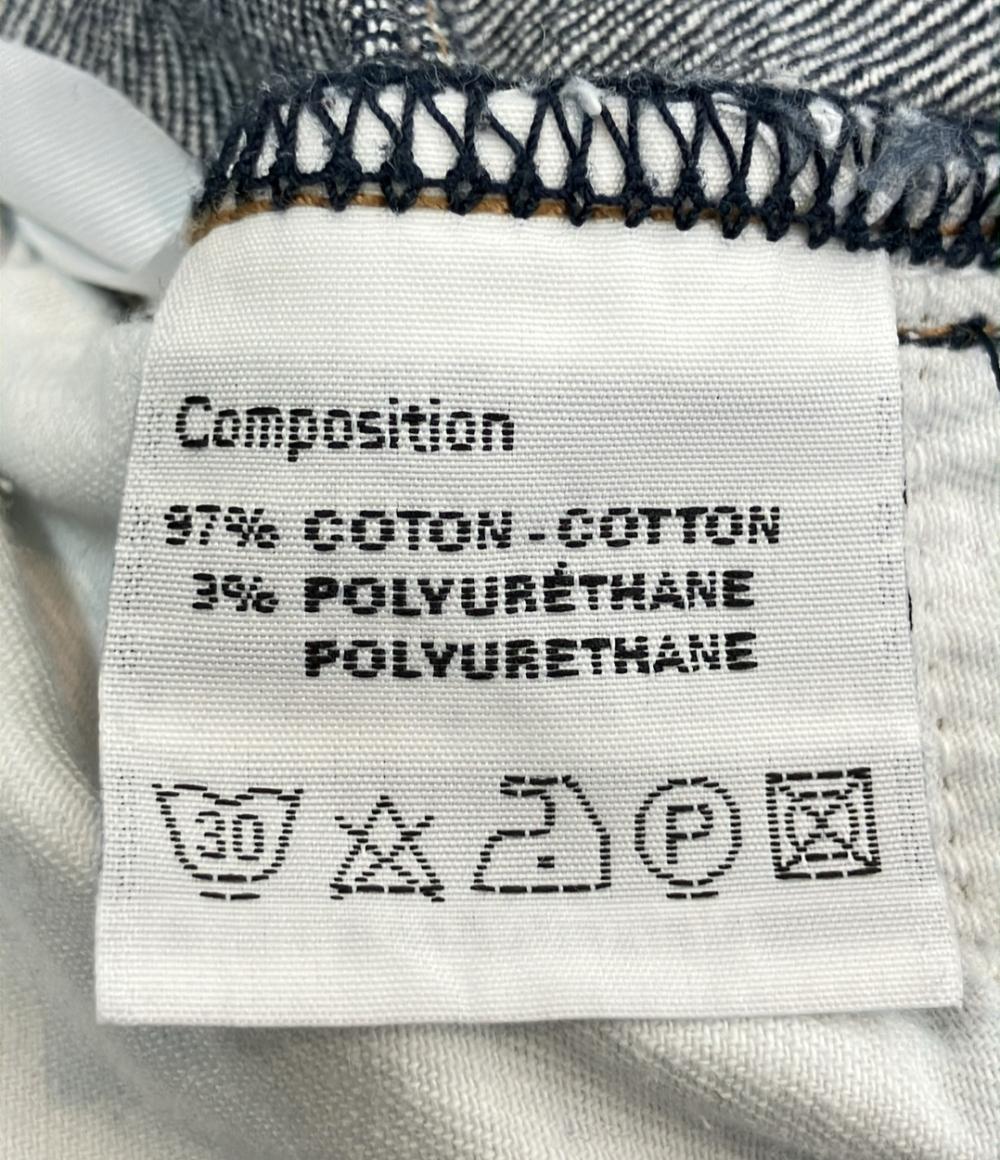 Composition
97% COTON - COTTON
3% POLYURÉTHANE
POLYURETHANE
30 P